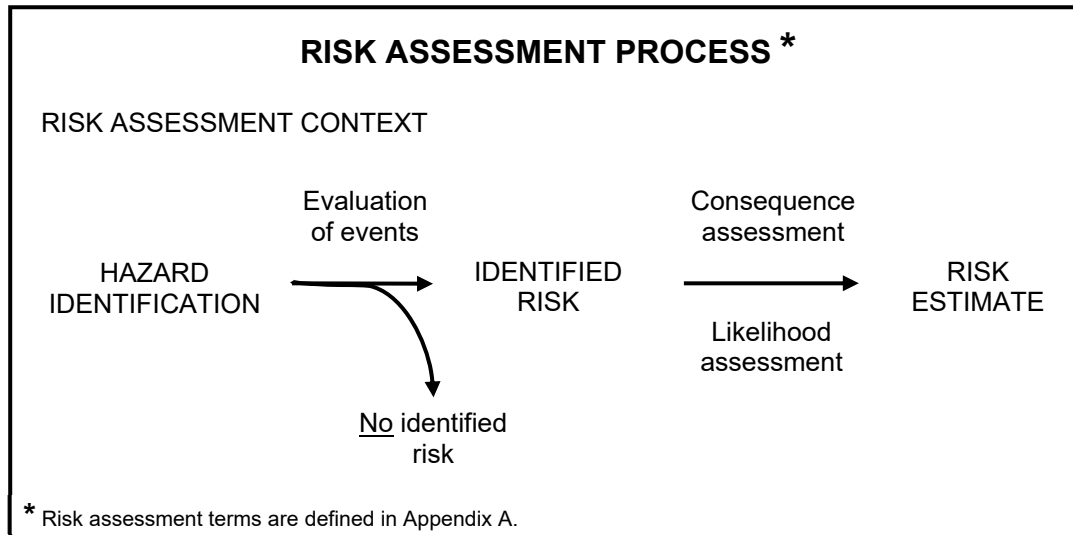 RISK ASSESSMENT PROCESS *
RISK ASSESSMENT CONTEXT
Evaluation
of events
Consequence
assessment
HAZARD
IDENTIFICATION
IDENTIFIED
RISK
RISK
ESTIMATE
Likelihood
assessment
No identified
risk
* Risk assessment terms are defined in Appendix A.